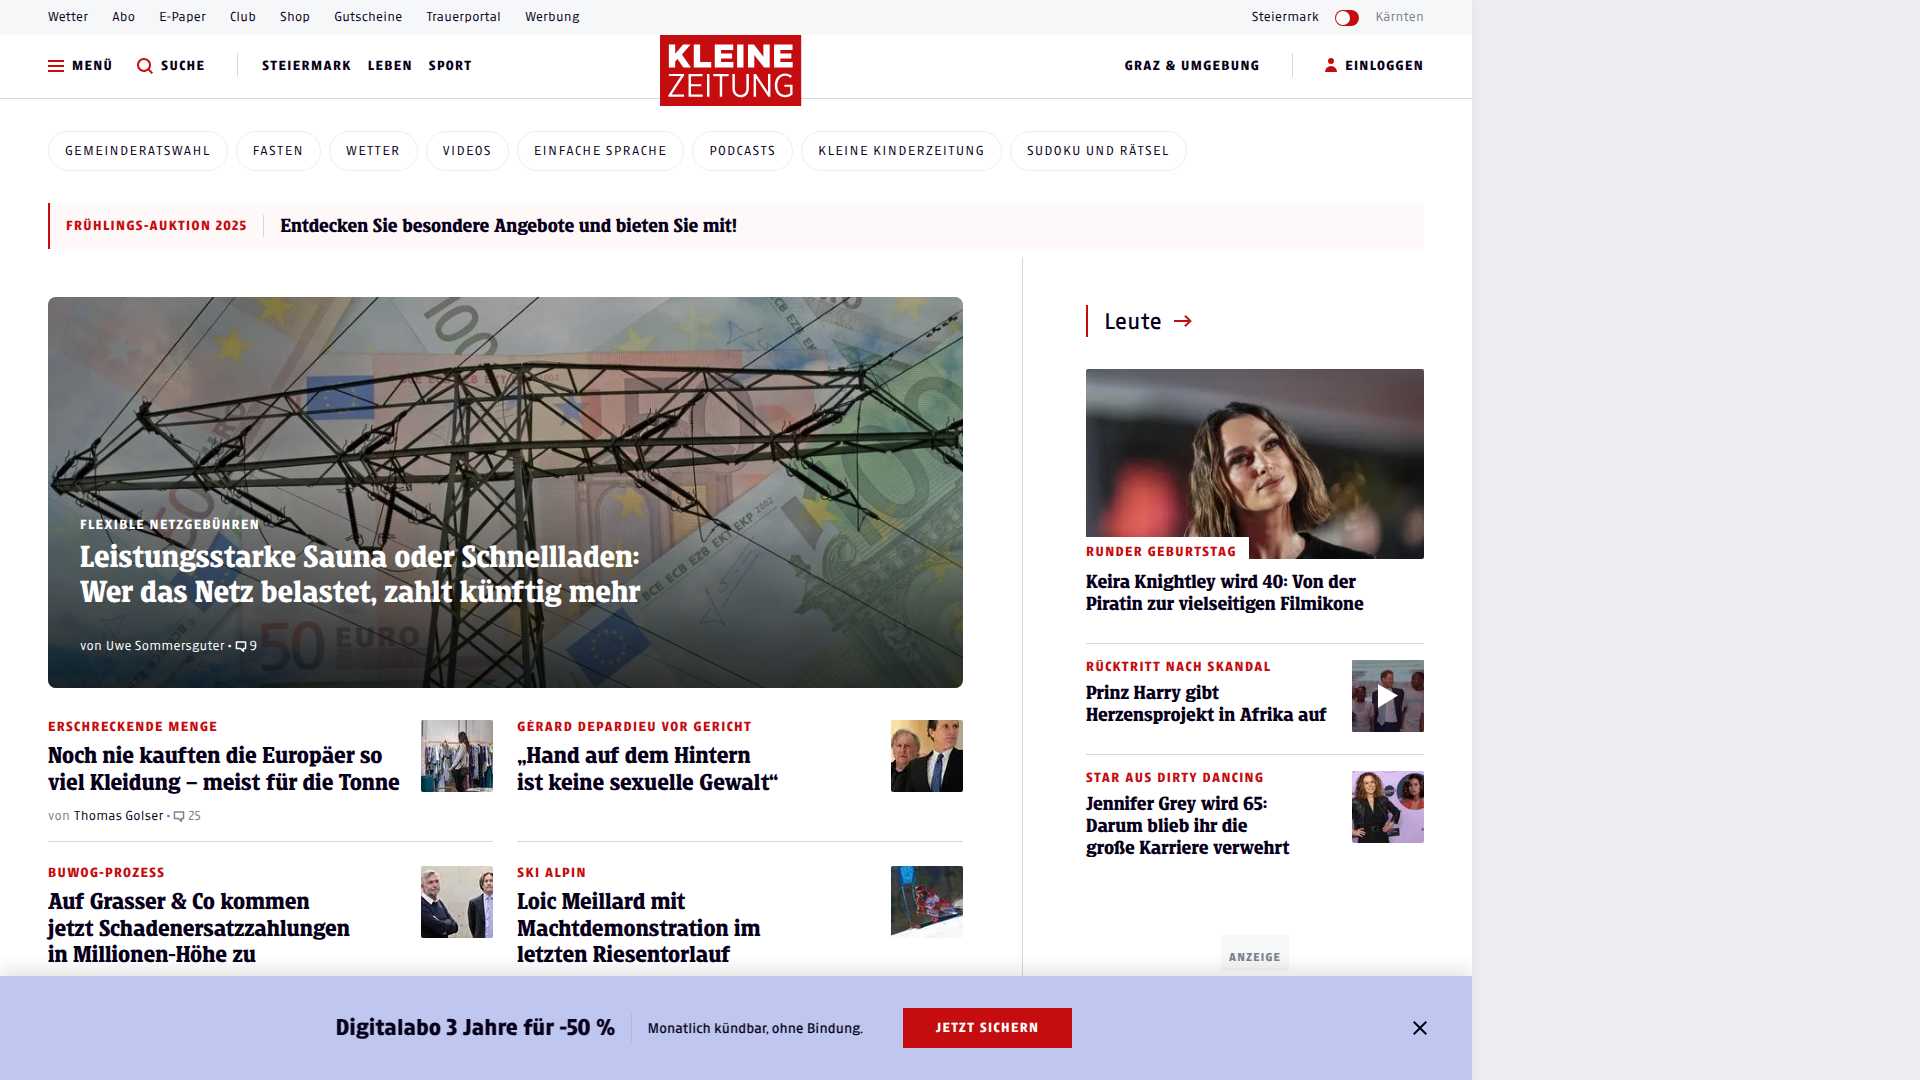 Wetter Abo E-Paper Club Shop Gutscheine Trauerportal Werbung Steiermark Kärnten
MENÜ SUCHE STEIERMARK LEBEN SPORT KLEINE ZEITUNG GRAZ & UMGEBUNG EINLOGGEN
GEMEINDERATSWAHL FASTEN WETTER VIDEOS EINFACHE SPRACHE PODCASTS KLEINE KINDERZEITUNG SUDOKU UND RÄTSEL
FRÜHLINGS-AUKTION 2025 Entdecken Sie besondere Angebote und bieten Sie mit!
FLEXIBLE NETZGEBÜHREN
Leistungsstarke Sauna oder Schnellladen:
Wer das Netz belastet, zahlt künftig mehr
von Uwe Sommersguter • 9
50 EURO
ERSCHRECKENDE MENGE
Noch nie kauften die Europäer so
viel Kleidung – meist für die Tonne
von Thomas Golser • 25
GÉRARD DEPARDIEU VOR GERICHT
„Hand auf dem Hintern
ist keine sexuelle Gewalt“
BUWOG-PROZESS
Auf Grasser & Co kommen
jetzt Schadenersatzzahlungen
in Millionen-Höhe zu
SKI ALPIN
Loic Meillard mit
Machtdemonstration im
letzten Riesentorlauf
Leute
RUNDER GEBURTSTAG
Keira Knightley wird 40: Von der
Piratin zur vielseitigen Filmikone
RÜCKTRITT NACH SKANDAL
Prinz Harry gibt
Herzensprojekt in Afrika auf
STAR AUS DIRTY DANCING
Jennifer Grey wird 65:
Darum blieb ihr die
große Karriere verwehrt
ANZEIGE
Digitalabo 3 Jahre für -50 % Monatlich kündbar, ohne Bindung. JETZT SICHERN